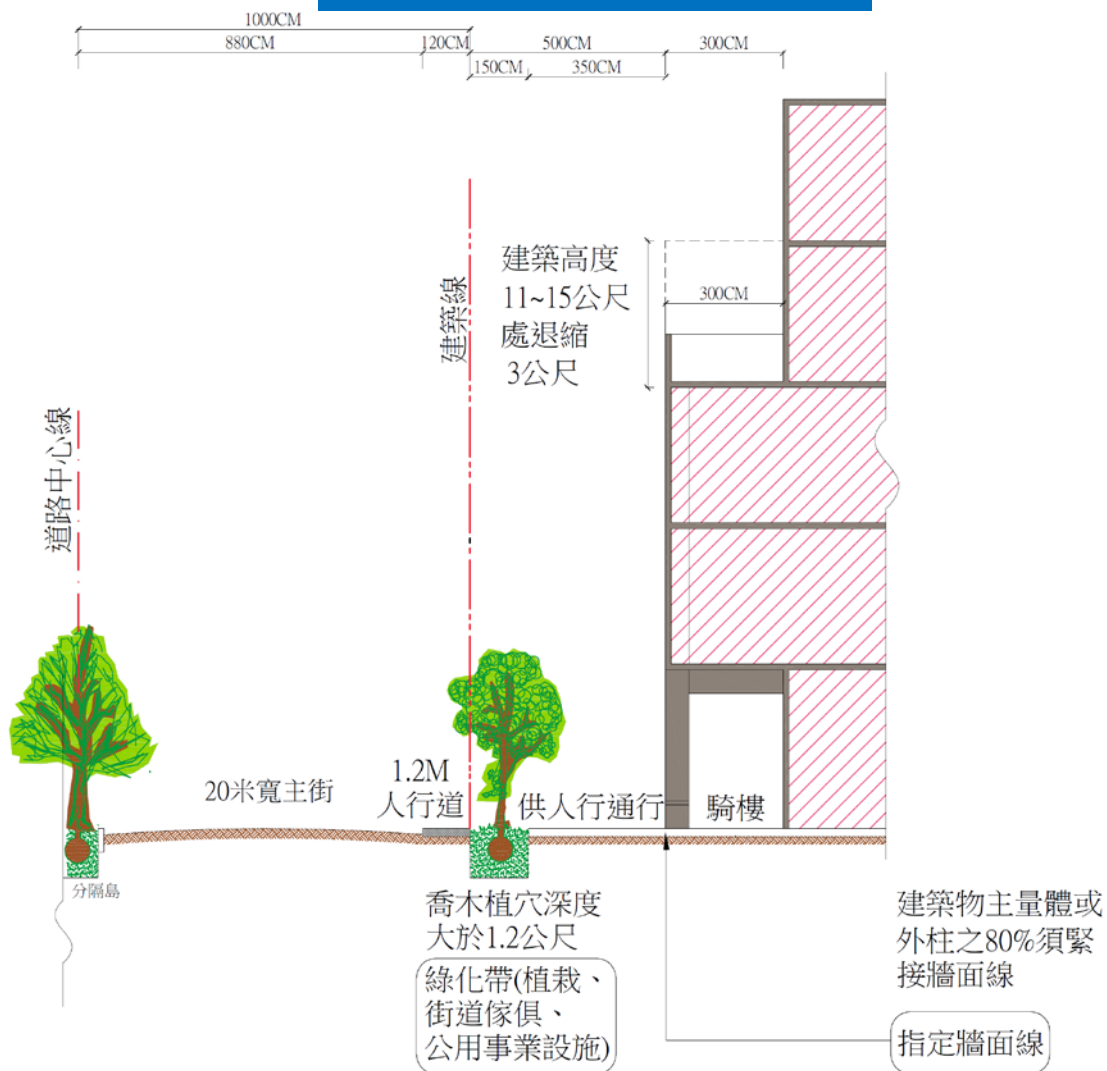 1000CM
880CM
120CM
500CM
300CM
150CM
350CM
建築高度
11~15公尺
處退縮
3公尺
300CM
建築線
道路中心線
20米寬主街
1.2M
人行道
供人行通行
騎樓
分隔島
喬木植穴深度
大於1.2公尺
綠化帶(植栽、
街道傢俱、
公用事業設施)
建築物主量體或
外柱之80%須緊
接牆面線
指定牆面線